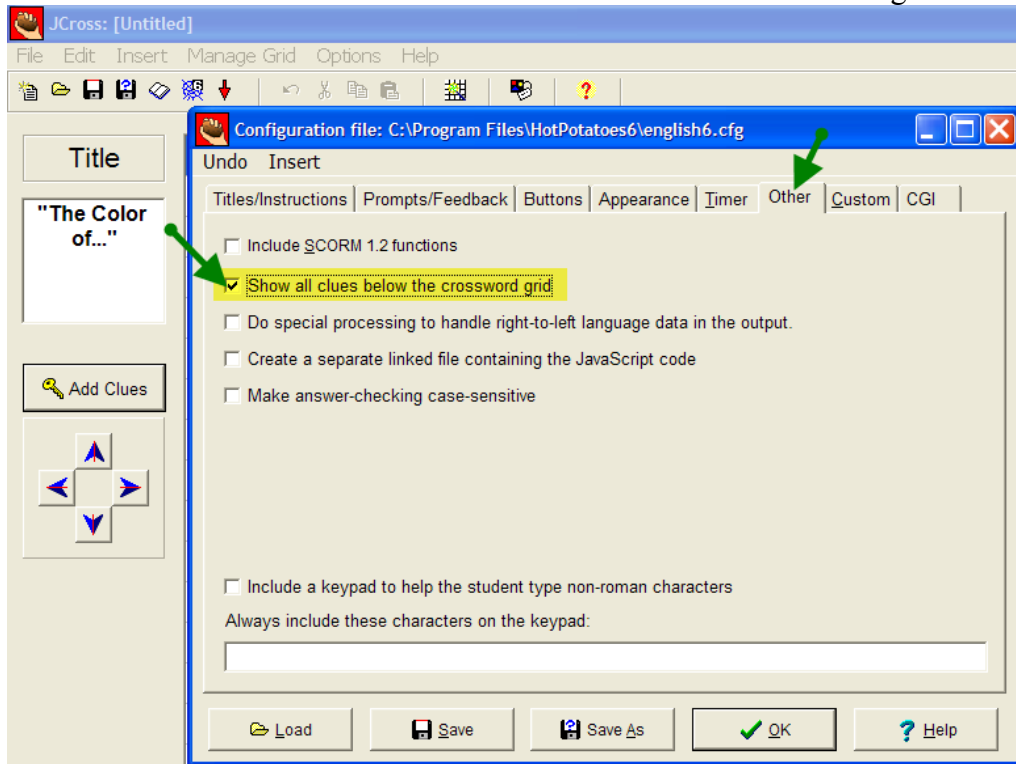 JCross: [Untitled]
File Edit Insert Manage Grid Options Help
Configuration file: C:\Program Files\HotPotatoes6\english6.cfg
Undo Insert
Title
Titles/Instructions Prompts/Feedback Buttons Appearance Timer Other Custom CGI
"The Color
of..."
Include SCORM 1.2 functions
Show all clues below the crossword grid
Do special processing to handle right-to-left language data in the output.
Create a separate linked file containing the JavaScript code
Add Clues
Make answer-checking case-sensitive
Include a keypad to help the student type non-roman characters
Always include these characters on the keypad:
Load Save Save As OK Help